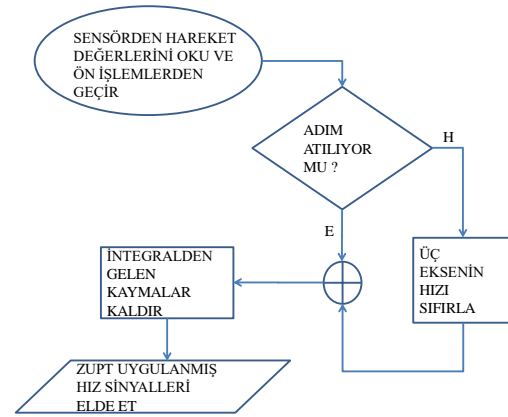 SENSÖRDEN HAREKET
DEĞERLERİNİ OKU VE
ÖN İŞLEMLERDEN
GEÇİR
ADIM
ATILIYOR
MU ?
H
E
ÜÇ
EKSENİN
HIZI
SIFIRLA
İNTEGRALDEN
GELEN
KAYMALAR
KALDIR
ZUPT UYGULANMIŞ
HIZ SİNYALLERİ
ELDE ET